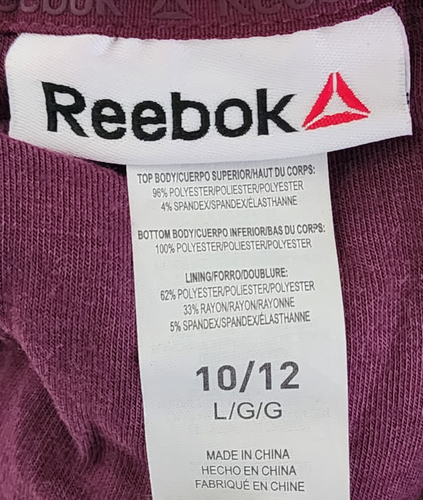 Reebok REEBOK
Reebok
TOP BODY/CUERPO SUPERIOR/HAUT DU CORPS:
96% POLYESTER/POLIESTER/POLYESTER
4% SPANDEX/SPANDEX/ÉLASTHANNE
BOTTOM BODY/CUERPO INFERIOR/BAS DU CORPS:
100% POLYESTER/POLIESTER/POLYESTER
LINING/FORRO/DOUBLURE:
62% POLYESTER/POLIESTER/POLYESTER
33% RAYON/RAYON/RAYONNE
5% SPANDEX/SPANDEX/ÉLASTHANNE
10/12
L/G/G
MADE IN CHINA
HECHO EN CHINA
FABRIQUÉ EN CHINE